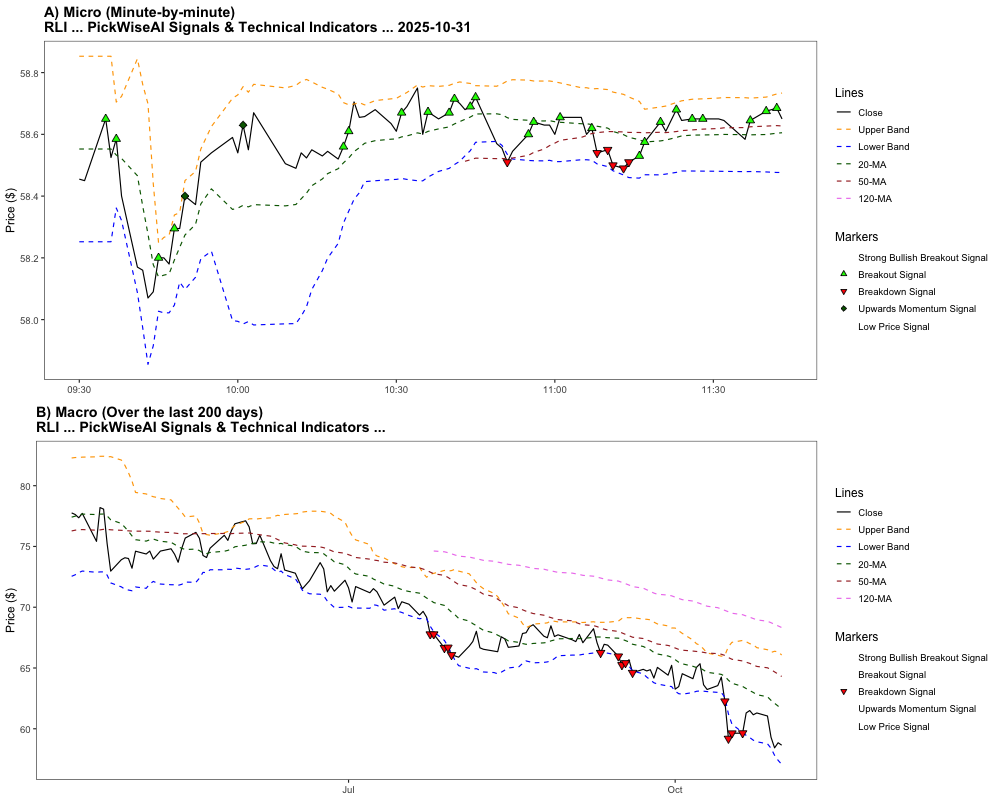 A) Micro (Minute-by-minute)
RLI ... PickWiseAI Signals & Technical Indicators ... 2025-10-31
Price ($)
58.8
58.6
58.4
58.2
58.0
09:30
10:00
10:30
11:00
11:30
Lines
Close
Upper Band
Lower Band
20-MA
50-MA
120-MA
Markers
Strong Bullish Breakout Signal
Breakout Signal
Breakdown Signal
Upwards Momentum Signal
Low Price Signal
B) Macro (Over the last 200 days)
RLI ... PickWiseAI Signals & Technical Indicators ...
Price ($)
80
75
70
65
60
Jul
Oct
Lines
Close
Upper Band
Lower Band
20-MA
50-MA
120-MA
Markers
Strong Bullish Breakout Signal
Breakout Signal
Breakdown Signal
Upwards Momentum Signal
Low Price Signal